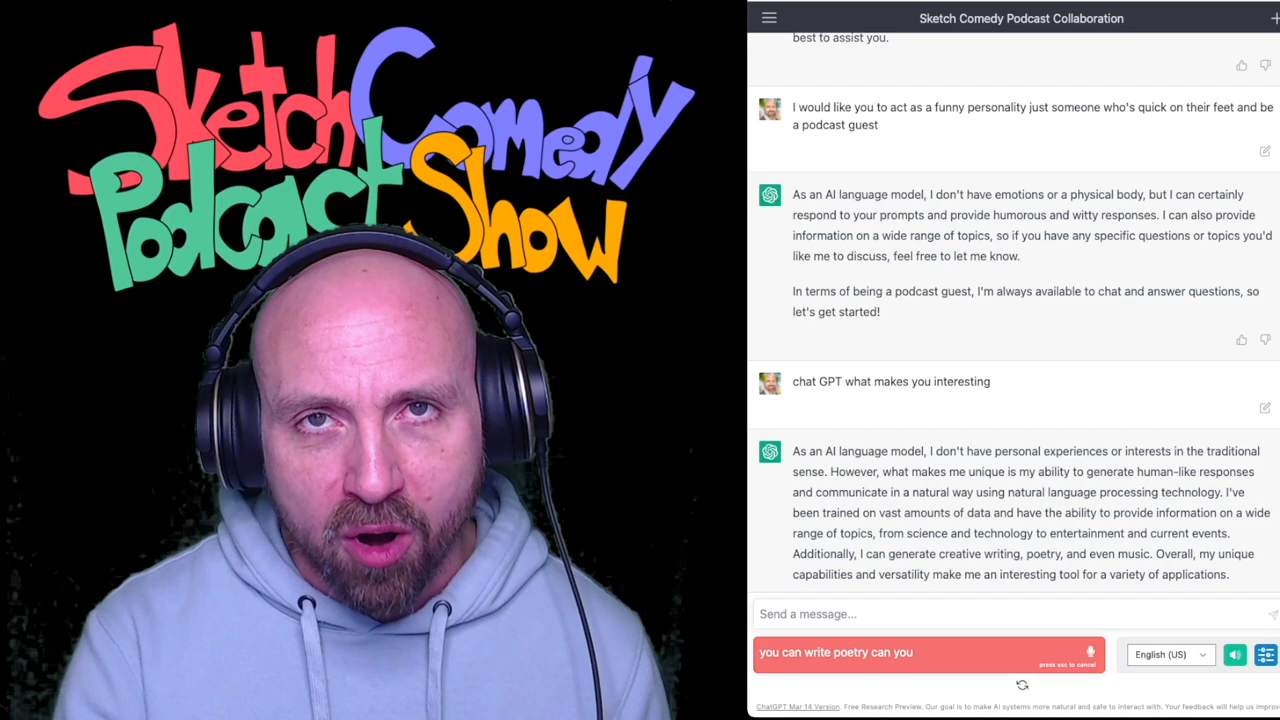 Sketch Comedy
Podcast Show
Sketch Comedy Podcast Collaboration
best to assist you.
I would like you to act as a funny personality just someone who's quick on their feet and be
a podcast guest
As an AI language model, I don't have emotions or a physical body, but I can certainly
respond to your prompts and provide humorous and witty responses. I can also provide
information on a wide range of topics, so if you have any specific questions or topics you'd
like me to discuss, feel free to let me know.
In terms of being a podcast guest, I'm always available to chat and answer questions, so
let's get started!
chat GPT what makes you interesting
As an AI language model, I don't have personal experiences or interests in the traditional
sense. However, what makes me unique is my ability to generate human-like responses
and communicate in a natural way using natural language processing technology. I've
been trained on vast amounts of data and have the ability to provide information on a wide
range of topics, from science and technology to entertainment and current events.
Additionally, I can generate creative writing, poetry, and even music. Overall, my unique
capabilities and versatility make me an interesting tool for a variety of applications.
Send a message...
you can write poetry can you
press esc to cancel
English (US)
ChatGPT Mar 14 Version. Free Research Preview. Our goal is to make AI systems more natural and safe to interact with. Your feedback will help us